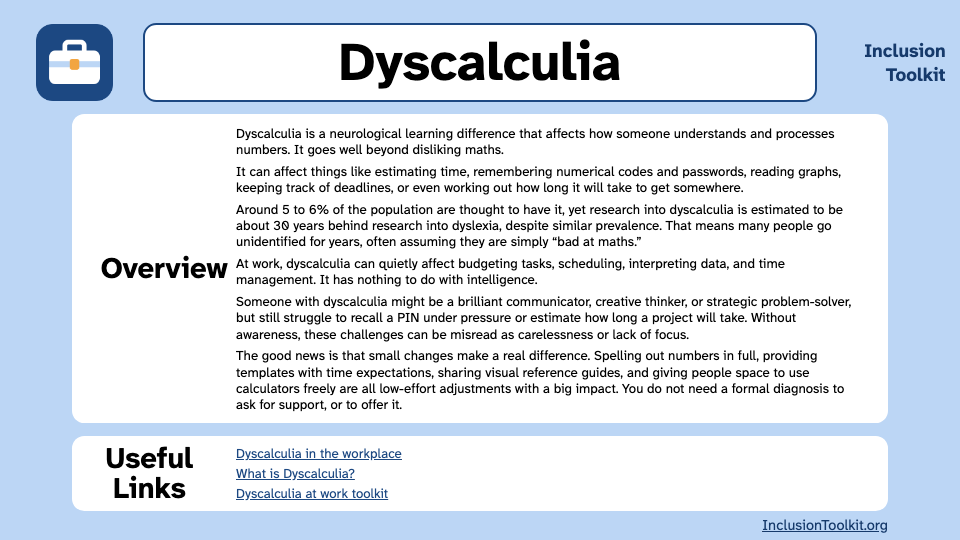 Dyscalculia
Inclusion
Toolkit
Overview
Dyscalculia is a neurological learning difference that affects how someone understands and processes
numbers. It goes well beyond disliking maths.
It can affect things like estimating time, remembering numerical codes and passwords, reading graphs,
keeping track of deadlines, or even working out how long it will take to get somewhere.
Around 5 to 6% of the population are thought to have it, yet research into dyscalculia is estimated to be
about 30 years behind research into dyslexia, despite similar prevalence. That means many people go
unidentified for years, often assuming they are simply “bad at maths.”
At work, dyscalculia can quietly affect budgeting tasks, scheduling, interpreting data, and time
management. It has nothing to do with intelligence.
Someone with dyscalculia might be a brilliant communicator, creative thinker, or strategic problem-solver,
but still struggle to recall a PIN under pressure or estimate how long a project will take. Without
awareness, these challenges can be misread as carelessness or lack of focus.
The good news is that small changes make a real difference. Spelling out numbers in full, providing
templates with time expectations, sharing visual reference guides, and giving people space to use
calculators freely are all low-effort adjustments with a big impact. You do not need a formal diagnosis to
ask for support, or to offer it.
Useful
Links
Dyscalculia in the workplace
What is Dyscalculia?
Dyscalculia at work toolkit
InclusionToolkit.org